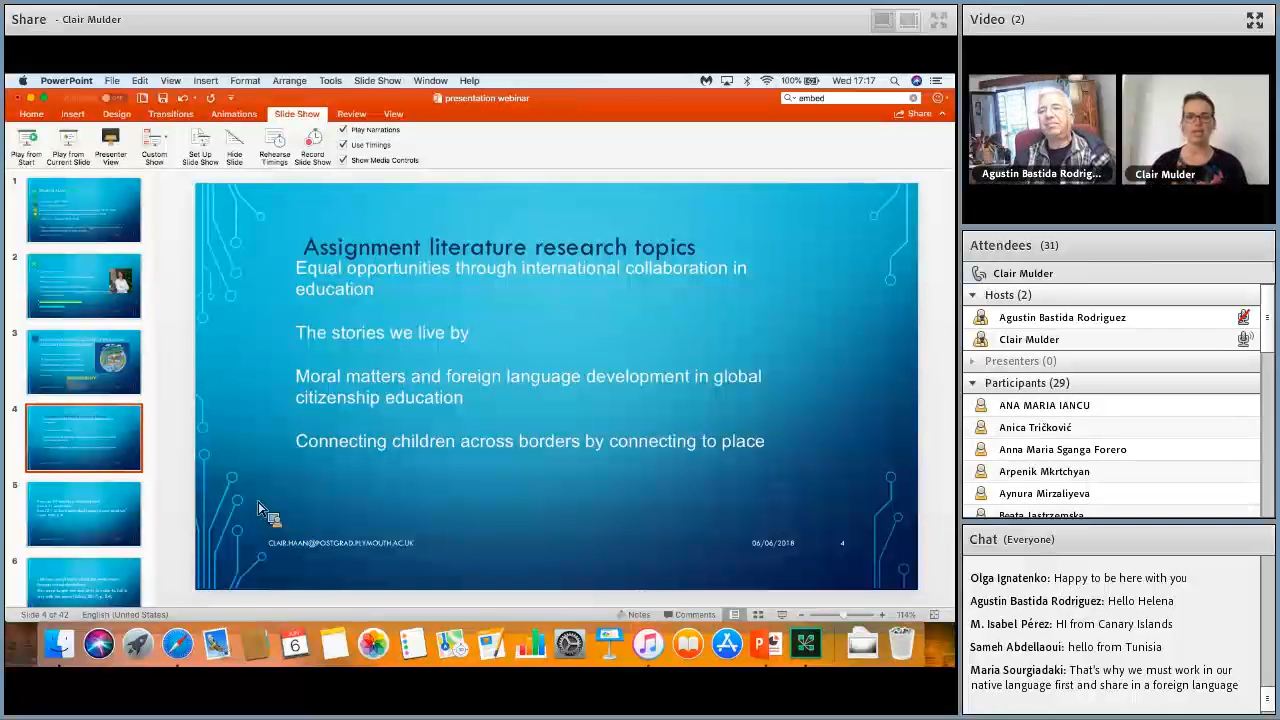 Share - Clair Mulder
PowerPoint File Edit View Insert Format Arrange Tools Slide Show Window Help
100% Wed 17:17
OFF
presentation webinar
embed
Home Insert Design Transitions Animations Slide Show Review View
Share
Play from Start
Play from Current Slide
Presenter View
Custom Show
Set Up Slide Show
Hide Slide
Rehearse Timings
Record Slide Show
Play Narrations
Use Timings
Show Media Controls
1
2
3
4
5
6
Assignment literature research topics
Equal opportunities through international collaboration in
education
The stories we live by
Moral matters and foreign language development in global
citizenship education
Connecting children across borders by connecting to place
CLAIR.HAAN@POSTGRAD.PLYMOUTH.AC.UK 06/06/2018 4
Slide 4 of 42 English (United States)
Notes Comments 114%
6
Video (2)
Agustin Bastida Rodrig...
Clair Mulder
Attendees (31)
Clair Mulder
Hosts (2)
Agustin Bastida Rodriguez
Clair Mulder
Presenters (0)
Participants (29)
ANA MARIA IANCU
Anica Tričković
Anna Maria Sganga Forero
Arpenik Mkrtchyan
Aynura Mirzaliyeva
Beata Jastrzemska
Chat (Everyone)
Olga Ignatenko: Happy to be here with you
Agustin Bastida Rodriguez: Hello Helena
M. Isabel Pérez: HI from Canary Islands
Sameh Abdellaoui: hello from Tunisia
Maria Sourgiadaki: That's why we must work in our
native language first and share in a foreign language